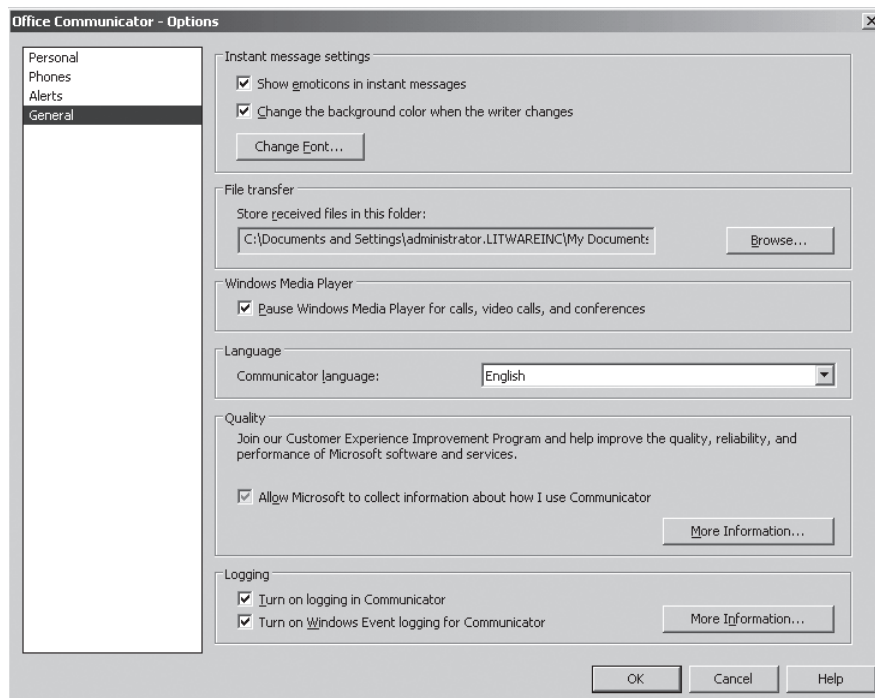 Office Communicator - Options
Personal
Phones
Alerts
General
Instant message settings
Show emoticons in instant messages
Change the background color when the writer changes
Change Font...
File transfer
Store received files in this folder:
C:\Documents and Settings\administrator.LITWAREINC\My Documents
Browse...
Windows Media Player
Pause Windows Media Player for calls, video calls, and conferences
Language
Communicator language:
English
Quality
Join our Customer Experience Improvement Program and help improve the quality, reliability, and
performance of Microsoft software and services.
Allow Microsoft to collect information about how I use Communicator
More Information...
Logging
Turn on logging in Communicator
Turn on Windows Event logging for Communicator
More Information...
OK
Cancel
Help